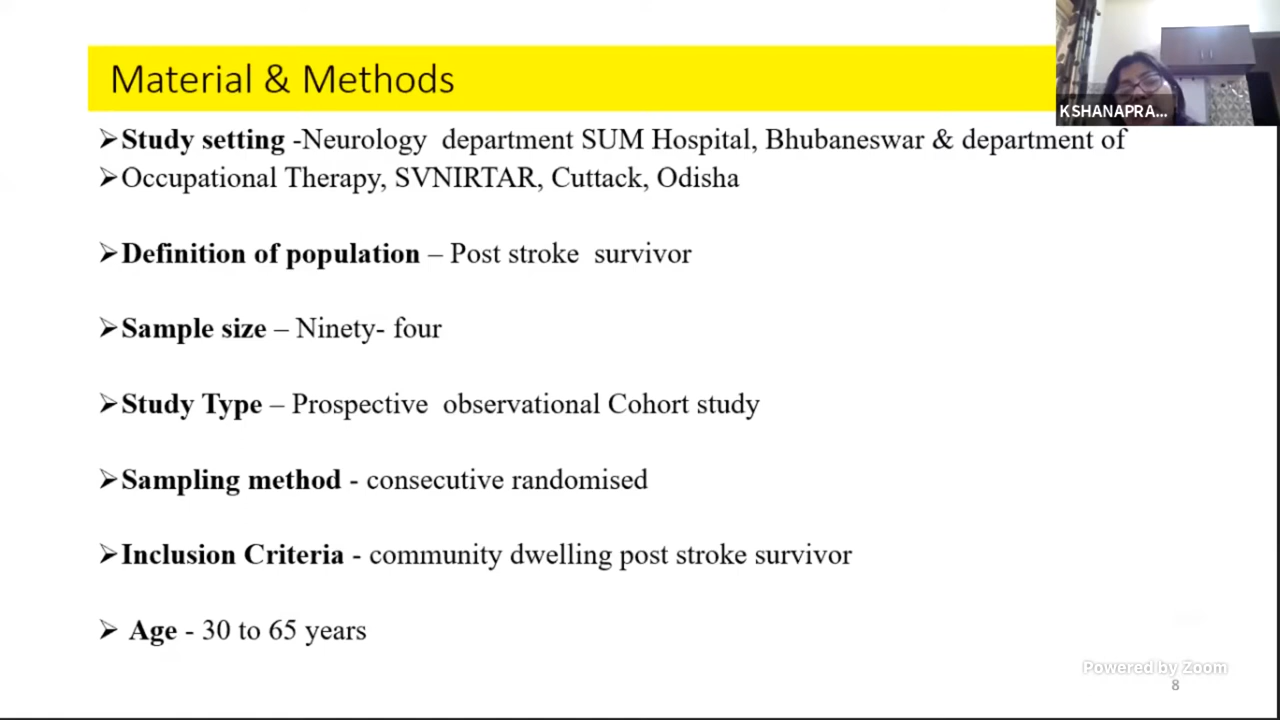 Material & Methods
KSHANAPRA...
➢Study setting -Neurology department SUM Hospital, Bhubaneswar & department of
➢Occupational Therapy, SVNIRTAR, Cuttack, Odisha
➢Definition of population – Post stroke survivor
➢Sample size – Ninety- four
➢Study Type – Prospective observational Cohort study
➢Sampling method - consecutive randomised
➢Inclusion Criteria - community dwelling post stroke survivor
➢ Age - 30 to 65 years
Powered by Zoom
8